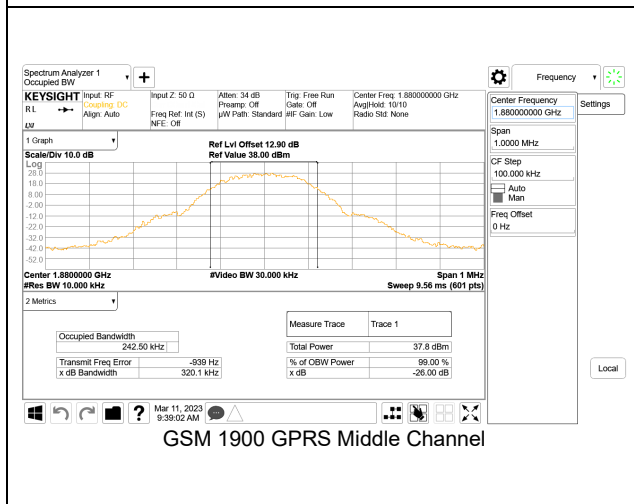 Spectrum Analyzer 1
Occupied BW
KEYSIGHT
R L
Input: RF
Coupling: DC
Align: Auto
Input Z: 50 Ω
Freq Ref: Int (S)
NFE: Off
Atten: 34 dB
Preamp: Off
µW Path: Standard
Trig: Free Run
Gate: Off
#IF Gain: Low
Center Freq: 1.880000000 GHz
Avg|Hold: 10/10
Radio Std: None
1 Graph
Scale/Div 10.0 dB
Ref Lvl Offset 12.90 dB
Ref Value 38.00 dBm
Log
28.0
18.0
8.00
-2.00
-12.0
-22.0
-32.0
-42.0
-52.0
Center 1.8800000 GHz
#Res BW 10.000 kHz
#Video BW 30.000 kHz
Span 1 MHz
Sweep 9.56 ms (601 pts)
2 Metrics
Occupied Bandwidth
242.50 kHz
Transmit Freq Error -939 Hz
x dB Bandwidth 320.1 kHz
Measure Trace Trace 1
Total Power 37.8 dBm
% of OBW Power 99.00 %
x dB -26.00 dB
Frequency
Center Frequency
1.880000000 GHz
Settings
Span
1.0000 MHz
CF Step
100.000 kHz
Auto
Man
Freq Offset
0 Hz
Local
?
Mar 11, 2023
9:39:02 AM
GSM 1900 GPRS Middle Channel